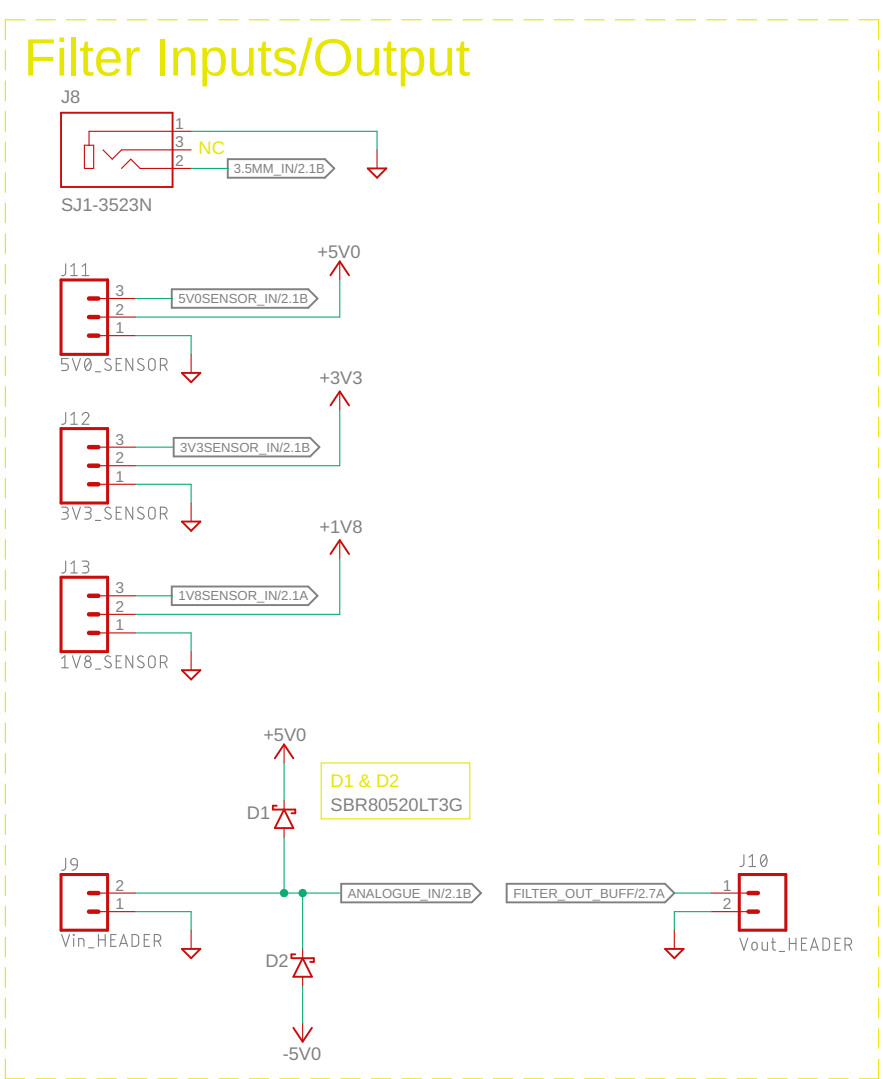 Filter Inputs/Output
J8
1
3 NC
2 3.5MM_IN/2.1B
SJ1-3523N
+5V0
J11
3 5V0SENSOR_IN/2.1B
2
1
5V0_SENSOR
+3V3
J12
3 3V3SENSOR_IN/2.1B
2
1
3V3_SENSOR
+1V8
J13
3 1V8SENSOR_IN/2.1A
2
1
1V8_SENSOR
+5V0
D1 & D2
SBR80520LT3G
D1
J9
2 ANALOGUE_IN/2.1B
1
Vin_HEADER
D2
-5V0
J10
FILTER_OUT_BUFF/2.7A 1
2
Vout_HEADER